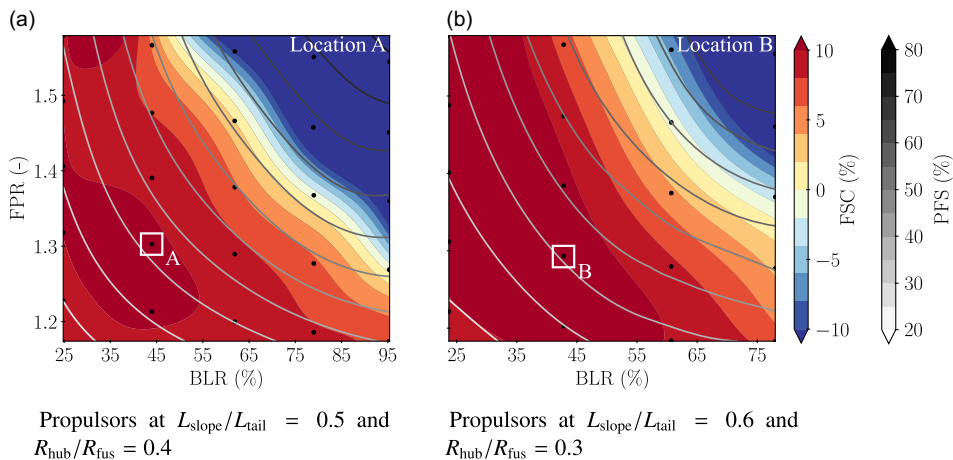 (a)
(b)
Location A
Location B
1.5
1.4
1.3
1.2
FPR (-)
A
B
25 35 45 55 65 75 85 95
BLR (%)
25 35 45 55 65 75
BLR (%)
10
5
0
−5
−10
FSC (%)
80
70
60
50
40
30
20
PFS (%)
Propulsors at L_slope/L_tail = 0.5 and
R_hub/R_fus = 0.4
Propulsors at L_slope/L_tail = 0.6 and
R_hub/R_fus = 0.3